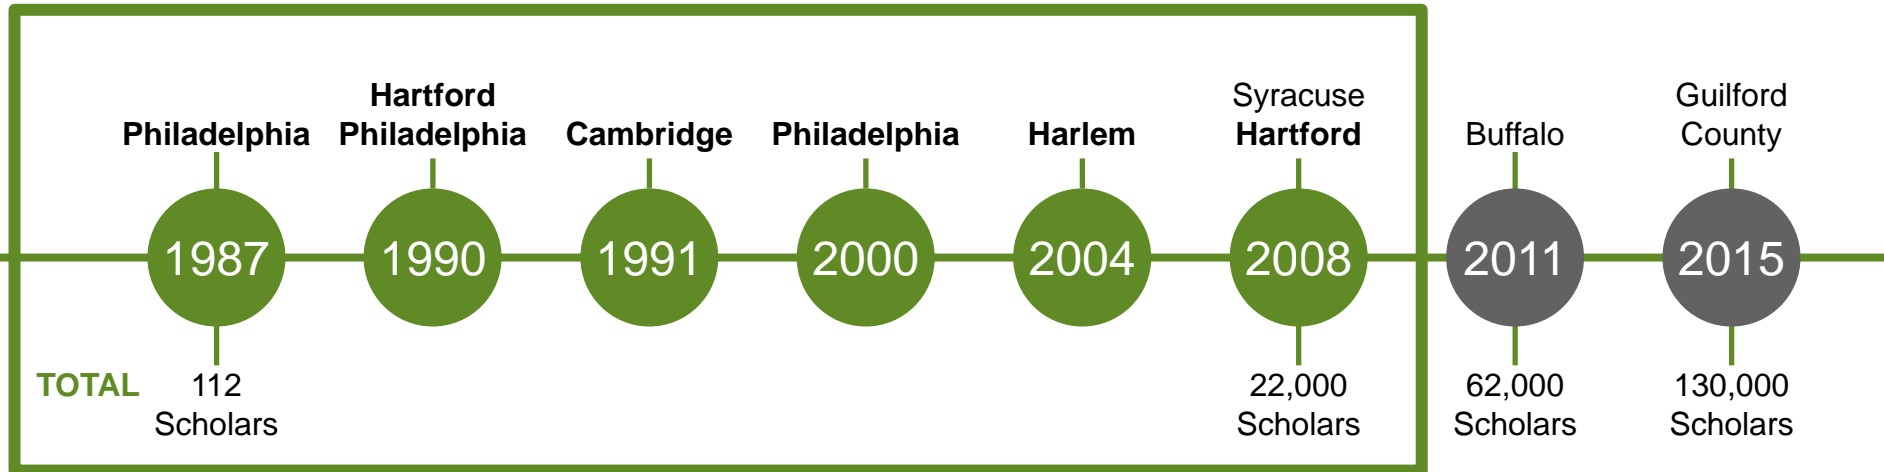 Philadelphia
Hartford
Philadelphia
Cambridge
Philadelphia
Harlem
Syracuse
Hartford
Buffalo
Guilford
County
1987
1990
1991
2000
2004
2008
2011
2015
TOTAL
112
Scholars
22,000
Scholars
62,000
Scholars
130,000
Scholars